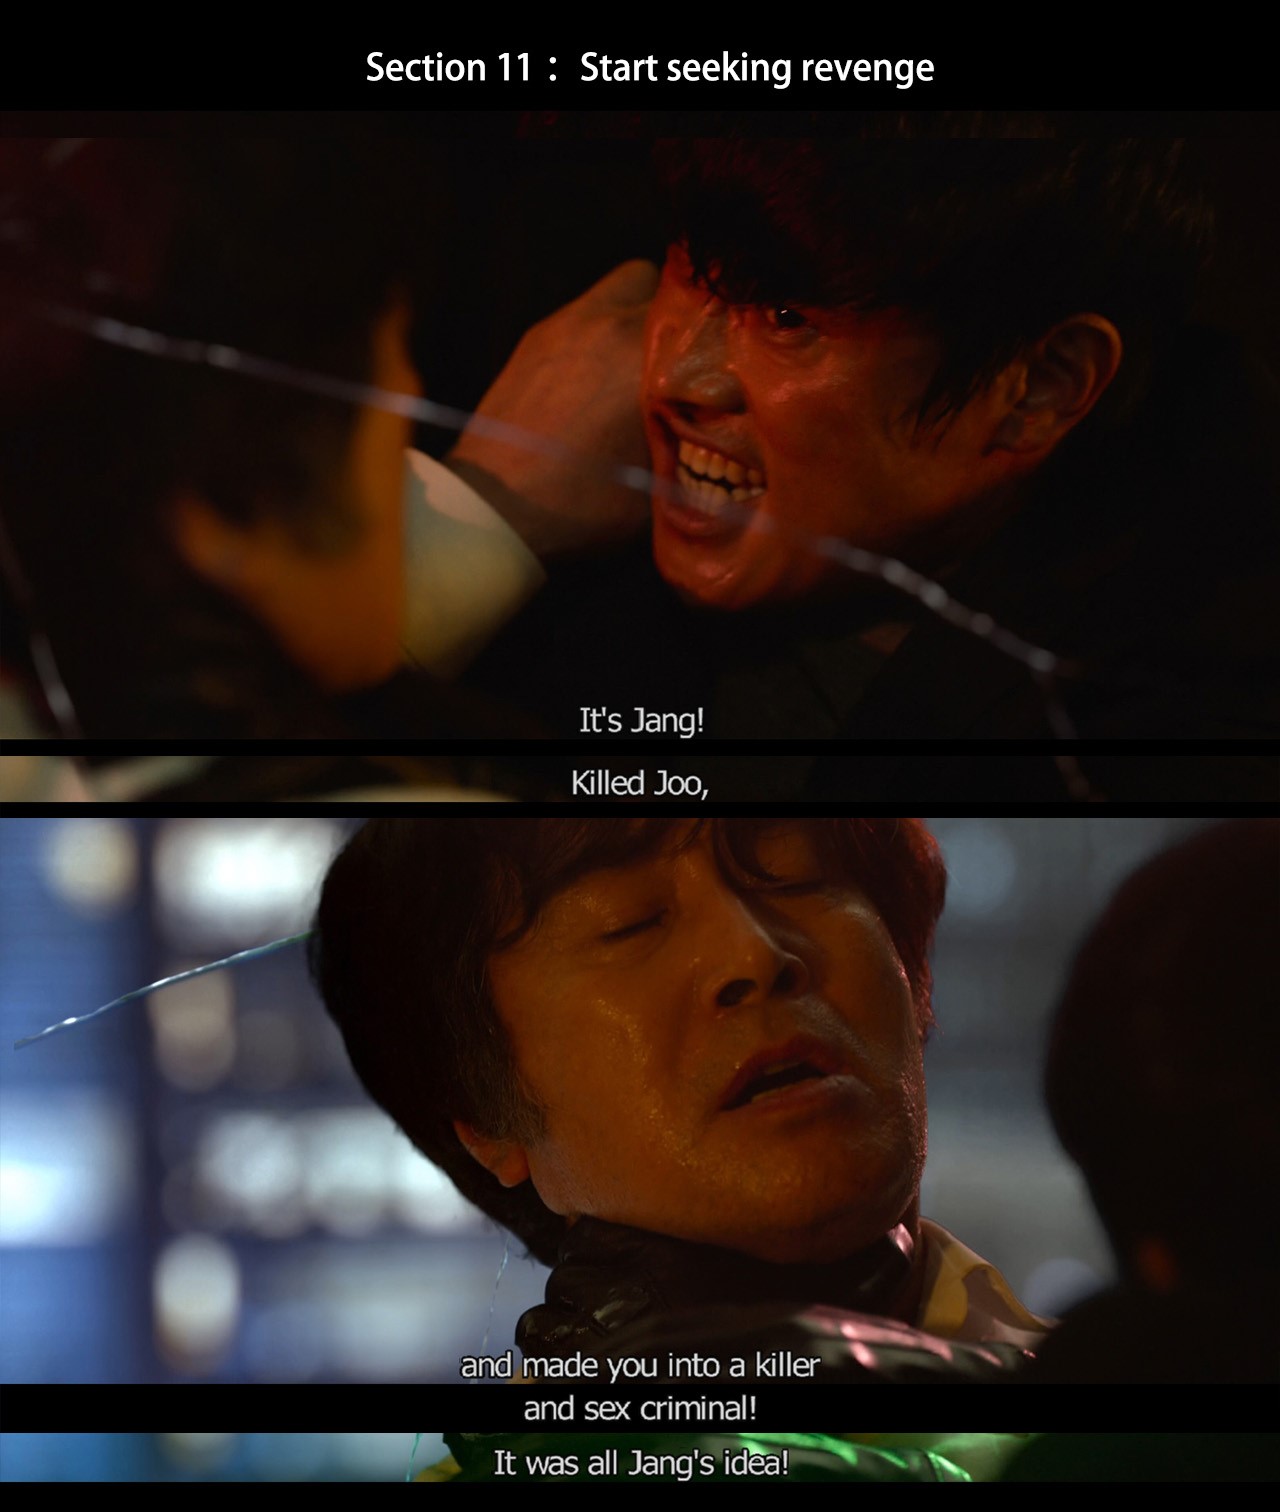 Section 11： Start seeking revenge
It's Jang!
Killed Joo,
and made you into a killer
and sex criminal!
It was all Jang's idea!